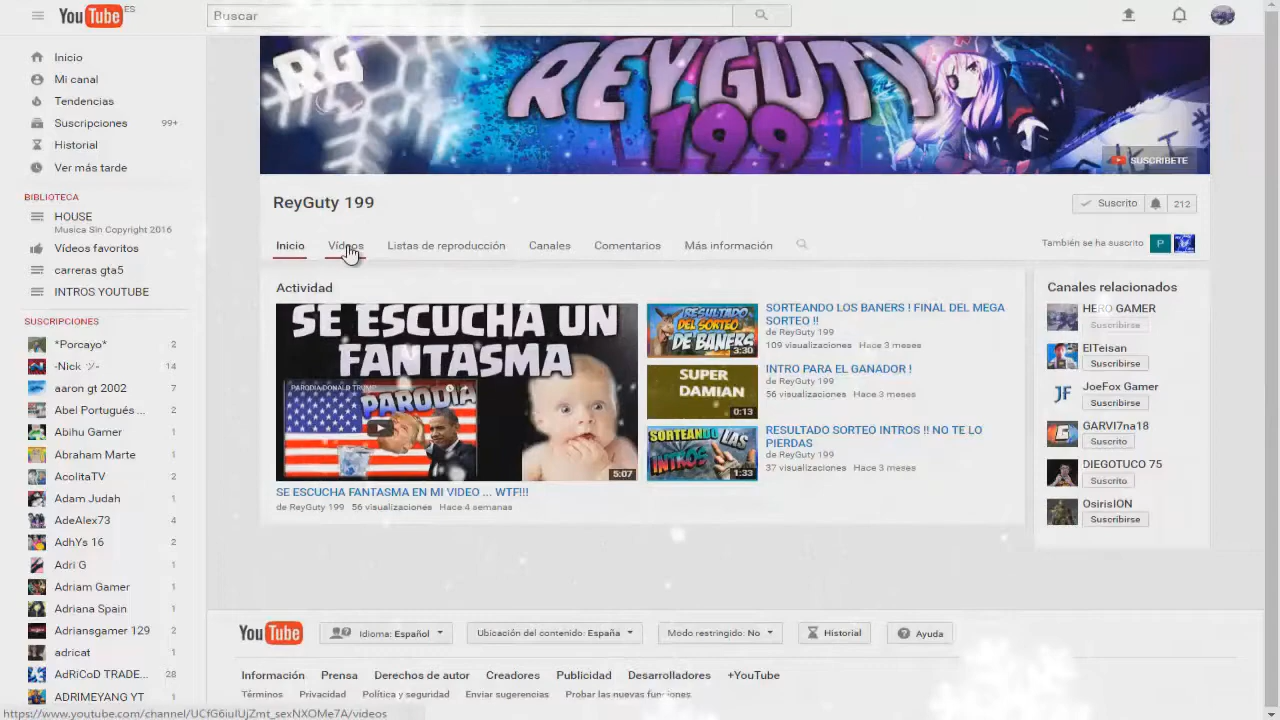 YouTube ES
Buscar
Inicio
Mi canal
Tendencias
Suscripciones 99+
Historial
Ver más tarde
BIBLIOTECA
HOUSE
Musica Sin Copyright 2016
Vídeos favoritos
carreras gta5
INTROS YOUTUBE
SUSCRIPCIONES
*Poropo* 2
-Nick ツ- 14
aaron gt 2002 7
Abel Portugués ... 2
Abihu Gamer 1
Abraham Marte 1
AcolitaTV 2
Adam Judah 1
AdeAlex73 4
AdhYs 16 2
Adri G 1
Adriam Gamer 1
Adriana Spain 1
Adriansgamer 129 2
adricat 1
AdRiCoD TRADE... 28
ADRIMEYANG YT 1
RG
REYGUTY
199
SUSCRIBETE
ReyGuty 199
Suscrito 212
Inicio Vídeos Listas de reproducción Canales Comentarios Más información
También se ha suscrito P
Actividad
SE ESCUCHA UN
FANTASMA
PARODIA DONALD TRUMP
PARODIA
5:07
SE ESCUCHA FANTASMA EN MI VIDEO ... WTF!!!
de ReyGuty 199 56 visualizaciones Hace 4 semanas
RESULTADO
DEL SORTEO
DE BANERS
3:30
SORTEANDO LOS BANERS ! FINAL DEL MEGA
SORTEO !!
de ReyGuty 199
109 visualizaciones Hace 3 meses
SUPER
DAMIAN
0:13
INTRO PARA EL GANADOR !
de ReyGuty 199
56 visualizaciones Hace 3 meses
SORTEANDO LAS
INTROS
1:33
RESULTADO SORTEO INTROS !! NO TE LO
PIERDAS
de ReyGuty 199
37 visualizaciones Hace 3 meses
Canales relacionados
HERO GAMER
Suscribirse
ElTeisan
Suscribirse
JF
JoeFox Gamer
Suscribirse
GARVI7na18
Suscrito
DIEGOTUCO 75
Suscrito
OsirisION
Suscribirse
YouTube
Idioma: Español
Ubicación del contenido: España
Modo restringido: No
Historial
Ayuda
Información Prensa Derechos de autor Creadores Publicidad Desarrolladores +YouTube
Términos Privacidad Política y seguridad Enviar sugerencias Probar las nuevas funciones
https://www.youtube.com/channel/UCfG6iuIUjZmt_sexNXOMe7A/videos